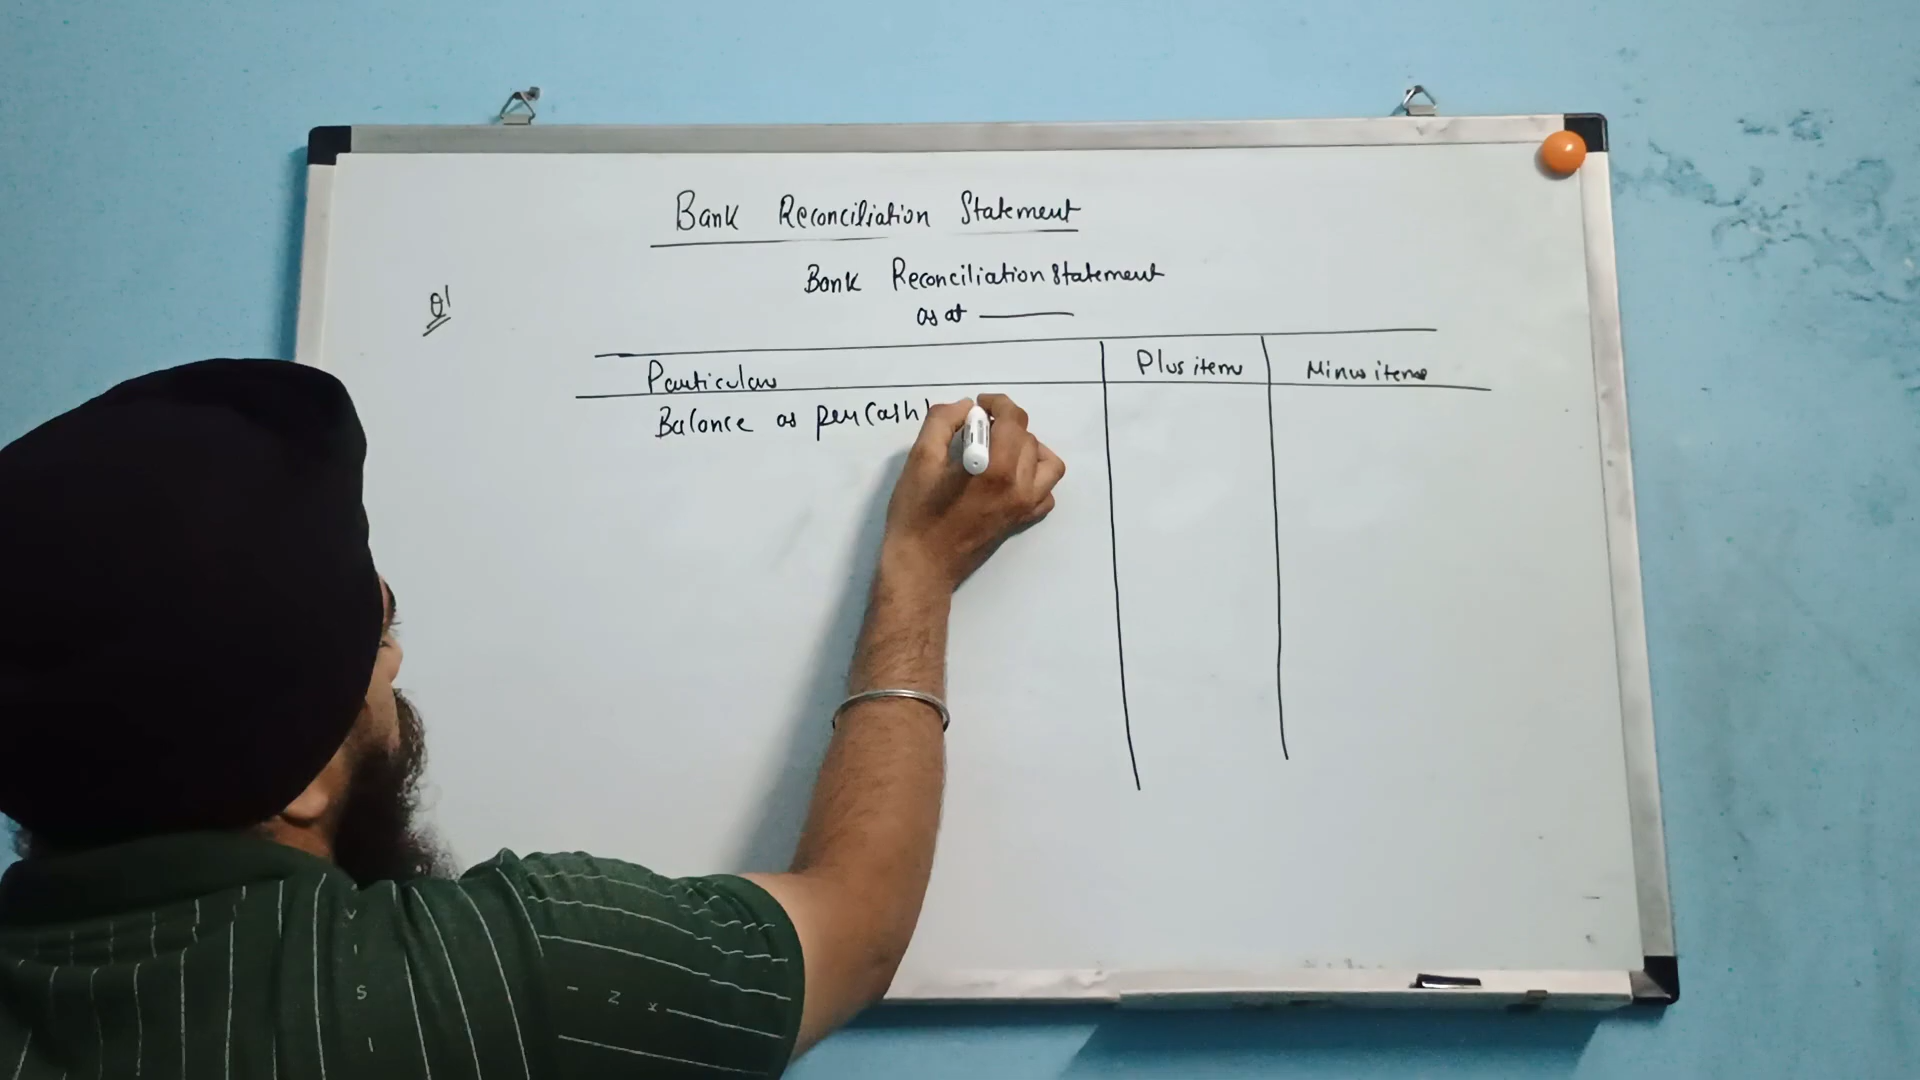 Bank Reconciliation Statement
Bank Reconciliation Statement
as at
Q1
Particulars Plus items Minus items
Balance as per Cash